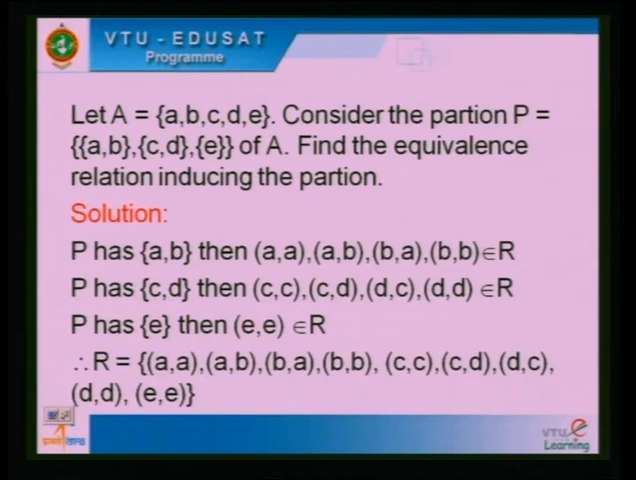 VTU - EDUSAT
Programme
Let A = {a,b,c,d,e}. Consider the partion P =
{{a,b},{c,d},{e}} of A. Find the equivalence
relation inducing the partion.
Solution:
P has {a,b} then (a,a),(a,b),(b,a),(b,b)∈R
P has {c,d} then (c,c),(c,d),(d,c),(d,d) ∈R
P has {e} then (e,e) ∈R
∴R = {(a,a),(a,b),(b,a),(b,b), (c,c),(c,d),(d,c),
(d,d), (e,e)}
VTU e
Learning